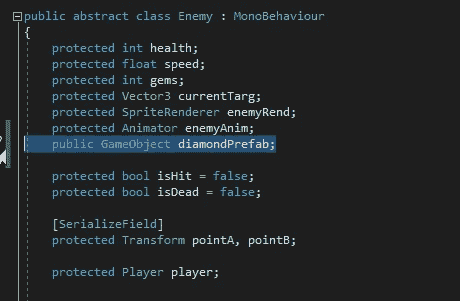 public abstract class Enemy : MonoBehaviour
{
protected int health;
protected float speed;
protected int gems;
protected Vector3 currentTarg;
protected SpriteRenderer enemyRend;
protected Animator enemyAnim;
public GameObject diamondPrefab;
protected bool isHit = false;
protected bool isDead = false;
[SerializeField]
protected Transform pointA, pointB;
protected Player player;